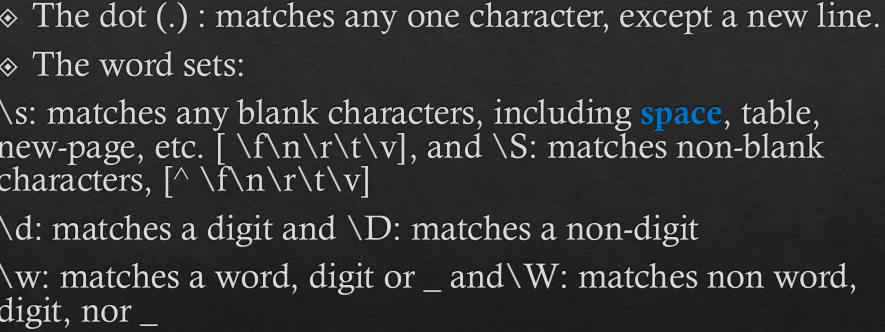 The dot (.) : matches any one character, except a new line.
The word sets:
\s: matches any blank characters, including space, table,
new-page, etc. [ \f\n\r\t\v], and \S: matches non-blank
characters, [^ \f\n\r\t\v]
\d: matches a digit and \D: matches a non-digit
\w: matches a word, digit or _ and\W: matches non word,
digit, nor _